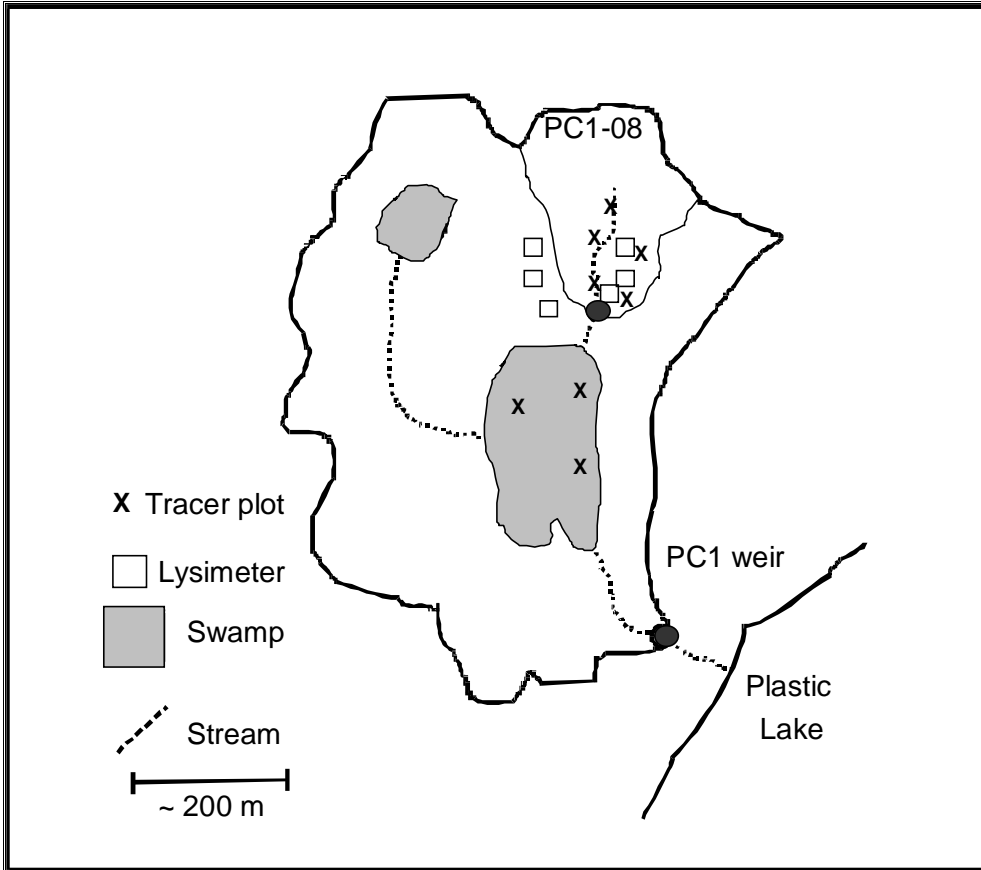 PC1-08
X Tracer plot
Lysimeter
Swamp
Stream
~ 200 m
PC1 weir
Plastic
Lake
X
X
X
X
X
X
X
X